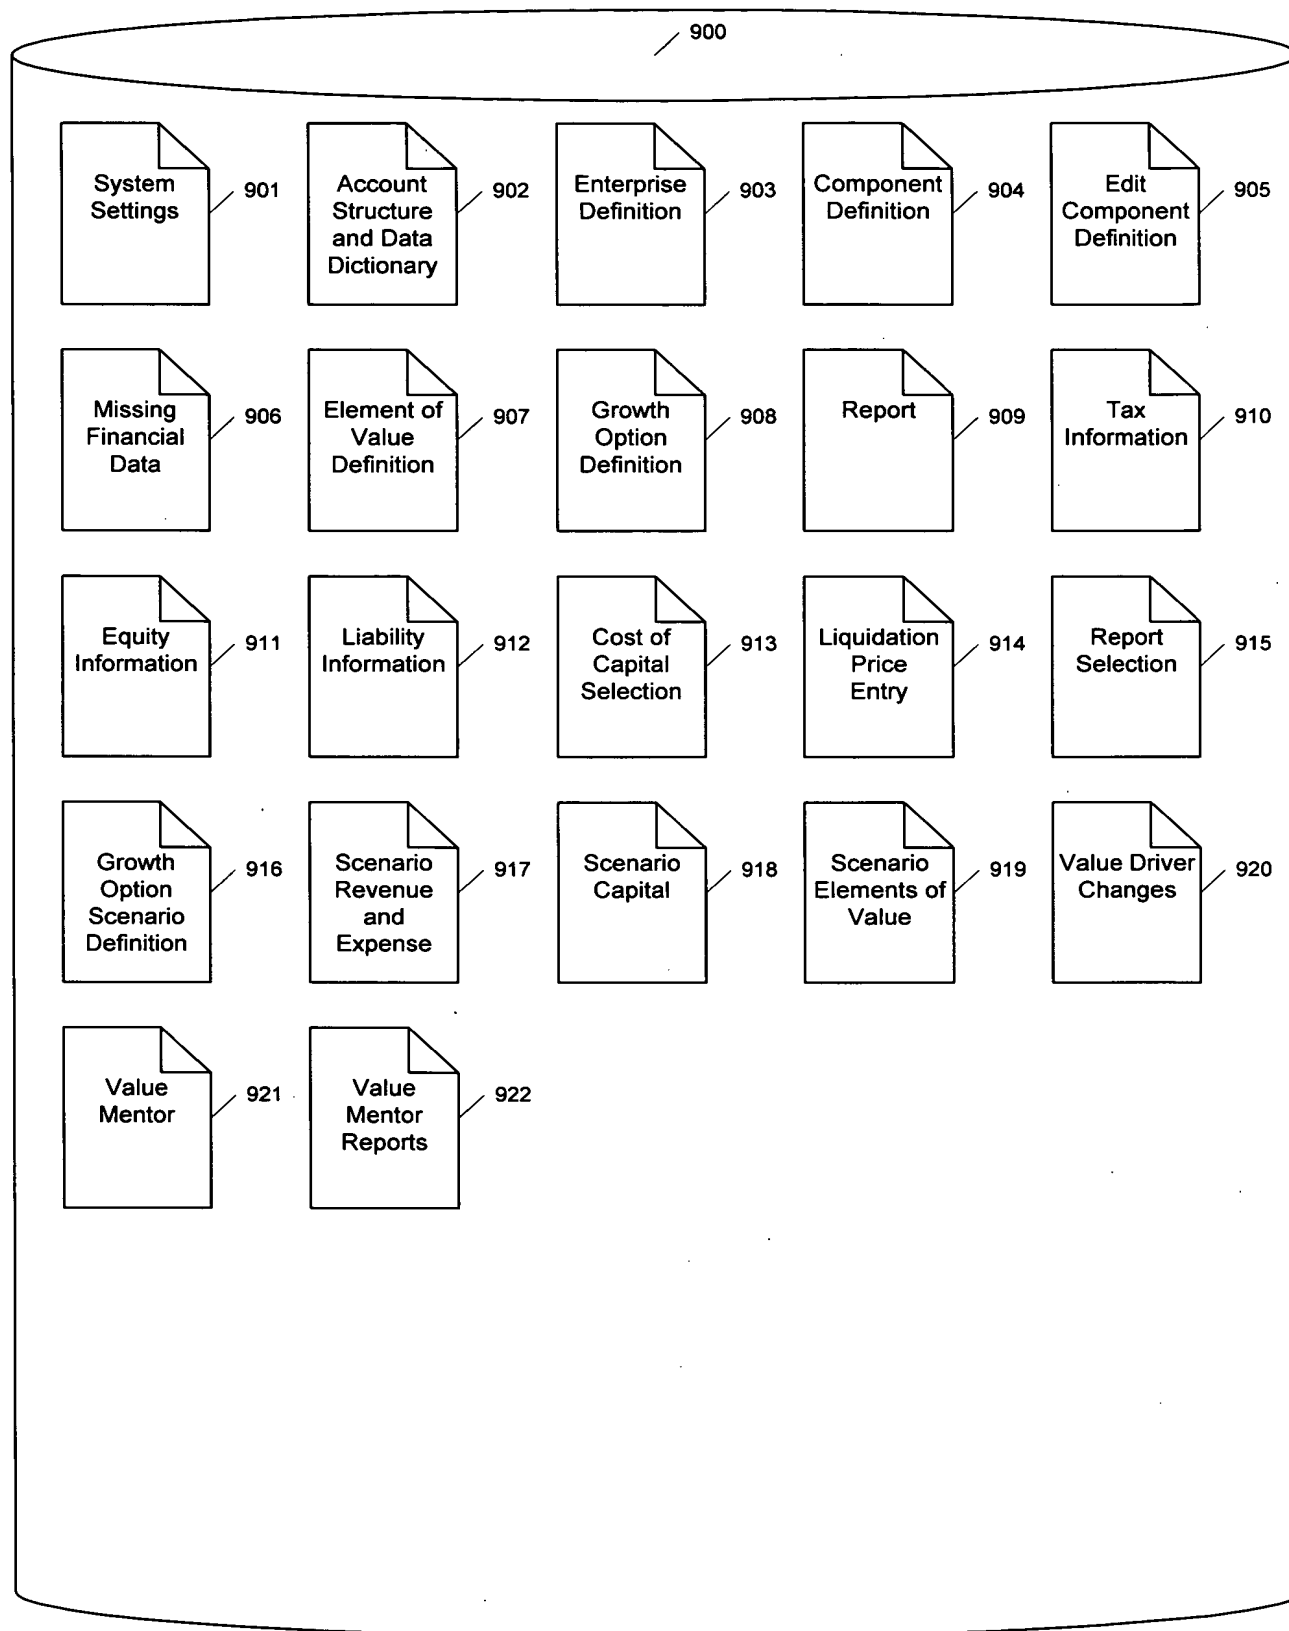 900
System
Settings
901
Account
Structure
and Data
Dictionary
902
Enterprise
Definition
903
Component
Definition
904
Edit
Component
Definition
905
Missing
Financial
Data
906
Element of
Value
Definition
907
Growth
Option
Definition
908
Report
909
Tax
Information
910
Equity
Information
911
Liability
Information
912
Cost of
Capital
Selection
913
Liquidation
Price
Entry
914
Report
Selection
915
Growth
Option
Scenario
Definition
916
Scenario
Revenue
and
Expense
917
Scenario
Capital
918
Scenario
Elements of
Value
919
Value Driver
Changes
920
Value
Mentor
921
Value
Mentor
Reports
922